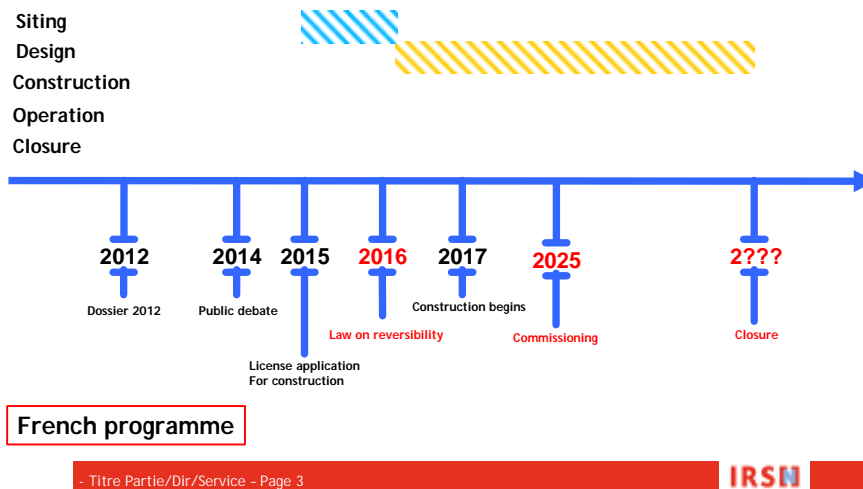 Siting
Design
Construction
Operation
Closure
2012
2014
2015
2016
2017
2025
2???
Dossier 2012
Public debate
Construction begins
Law on reversibility
Commissioning
Closure
License application
For construction
French programme
- Titre Partie/Dir/Service - Page 3
IRSN